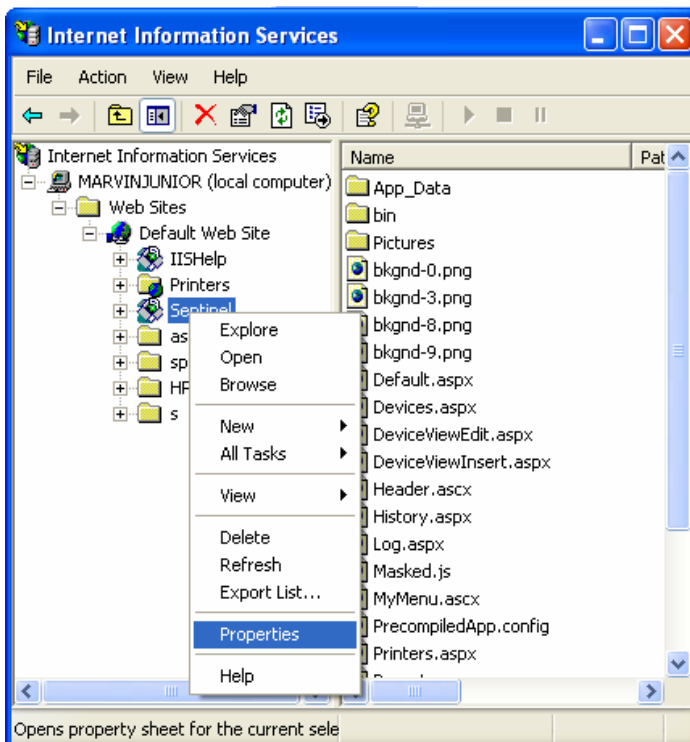 Internet Information Services
File Action View Help
Internet Information Services
MARVINJUNIOR (local computer)
Web Sites
Default Web Site
IISHelp
Printers
Sentinel
as
sp
HP
s
Explore
Open
Browse
New
All Tasks
View
Delete
Refresh
Export List...
Properties
Help
Name Pat
App_Data
bin
Pictures
bkgnd-0.png
bkgnd-3.png
bkgnd-8.png
bkgnd-9.png
Default.aspx
Devices.aspx
DeviceViewEdit.aspx
DeviceViewInsert.aspx
Header.ascx
History.aspx
Log.aspx
Masked.js
MyMenu.ascx
PrecompiledApp.config
Printers.aspx
Opens property sheet for the current sele